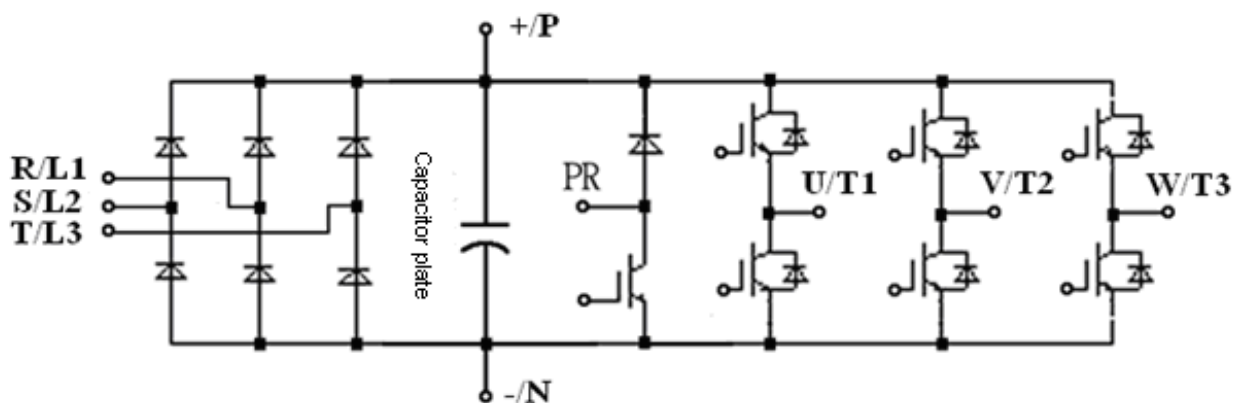 +/P
R/L1
S/L2
T/L3
Capacitor plate
PR
U/T1
V/T2
W/T3
-/N